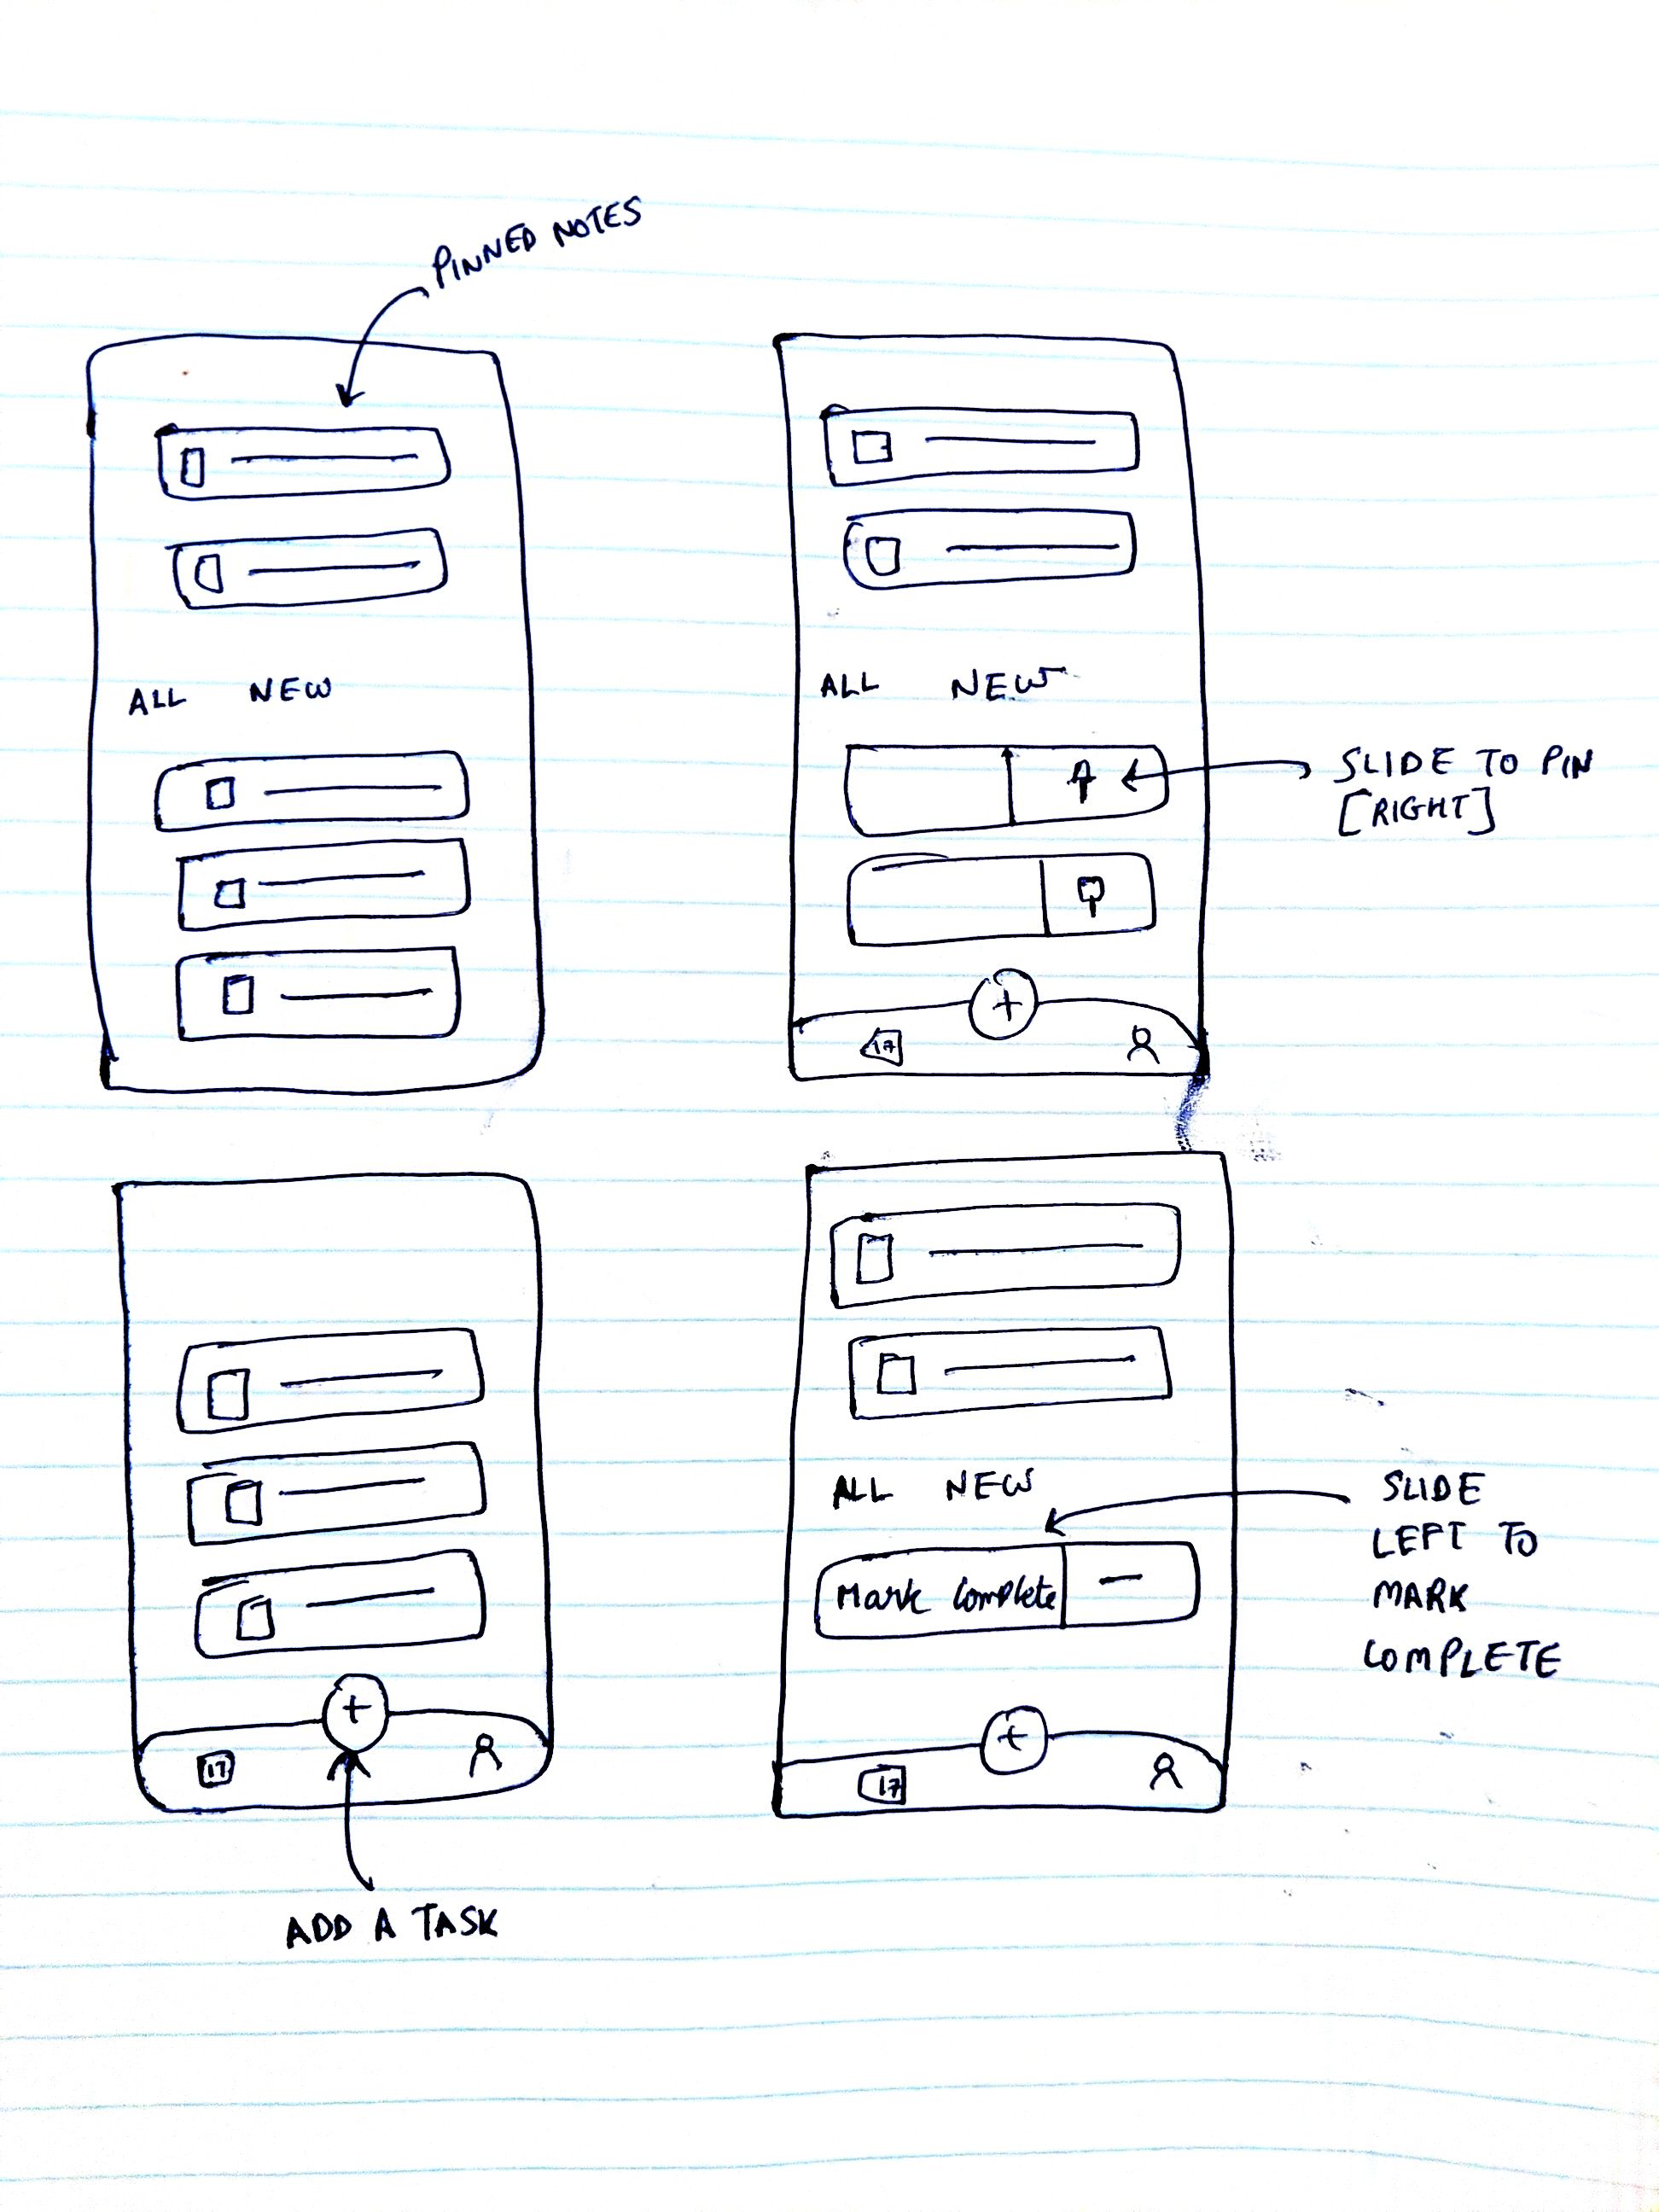 PINNED NOTES
ALL NEW
ALL NEW
SLIDE TO PIN
[RIGHT]
+
17
+
17
ADD A TASK
ALL NEW
SLIDE
LEFT TO
MARK
COMPLETE
Mark Complete
+
17